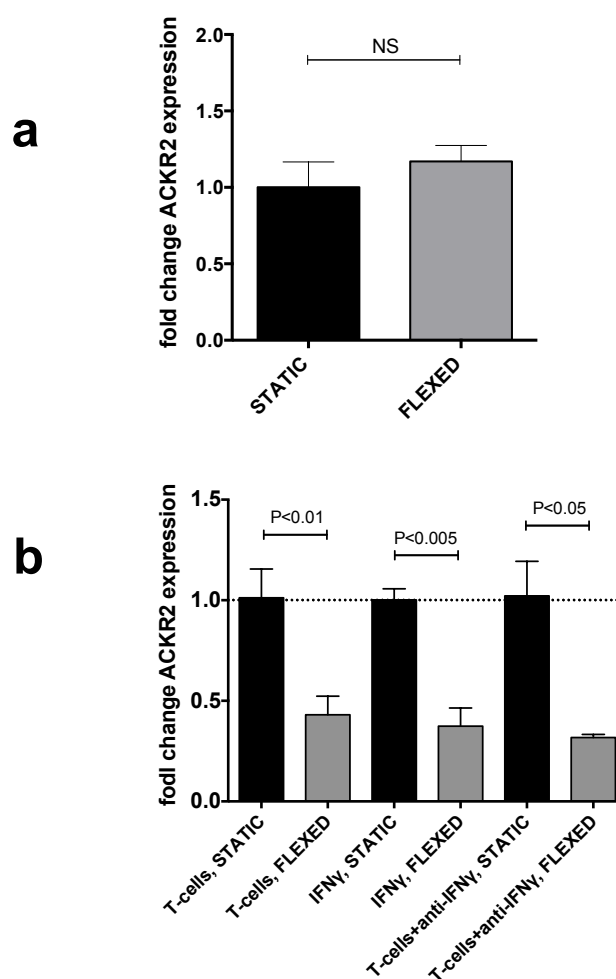 a
fold change ACKR2 expression
2.0
1.5
1.0
0.5
0.0
NS
STATIC
FLEXED
b
fodl change ACKR2 expression
1.5
1.0
0.5
0.0
P<0.01
P<0.005
P<0.05
T-cells, STATIC
T-cells, FLEXED
IFNγ, STATIC
IFNγ, FLEXED
T-cells+anti-IFNγ, STATIC
T-cells+anti-IFNγ, FLEXED